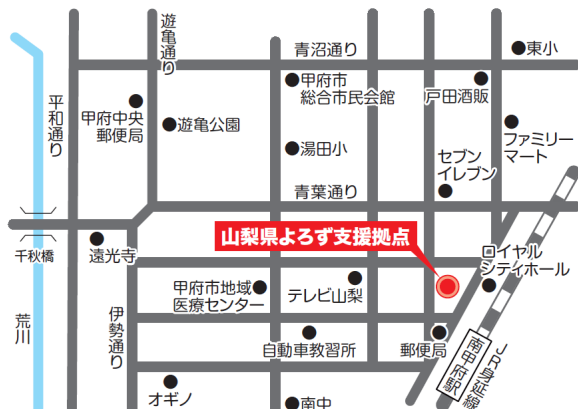 遊亀通り
青沼通り
東小
平和通り
甲府中央
郵便局
遊亀公園
甲府市
総合市民会館
戸田酒販
湯田小
ファミリー
マート
セブン
イレブン
青葉通り
千秋橋
遠光寺
山梨県よろず支援拠点
ロイヤル
シティホール
荒川
伊勢通り
甲府市地域
医療センター
テレビ山梨
自動車教習所
郵便局
南甲府駅
JR身延線
オギノ
南中